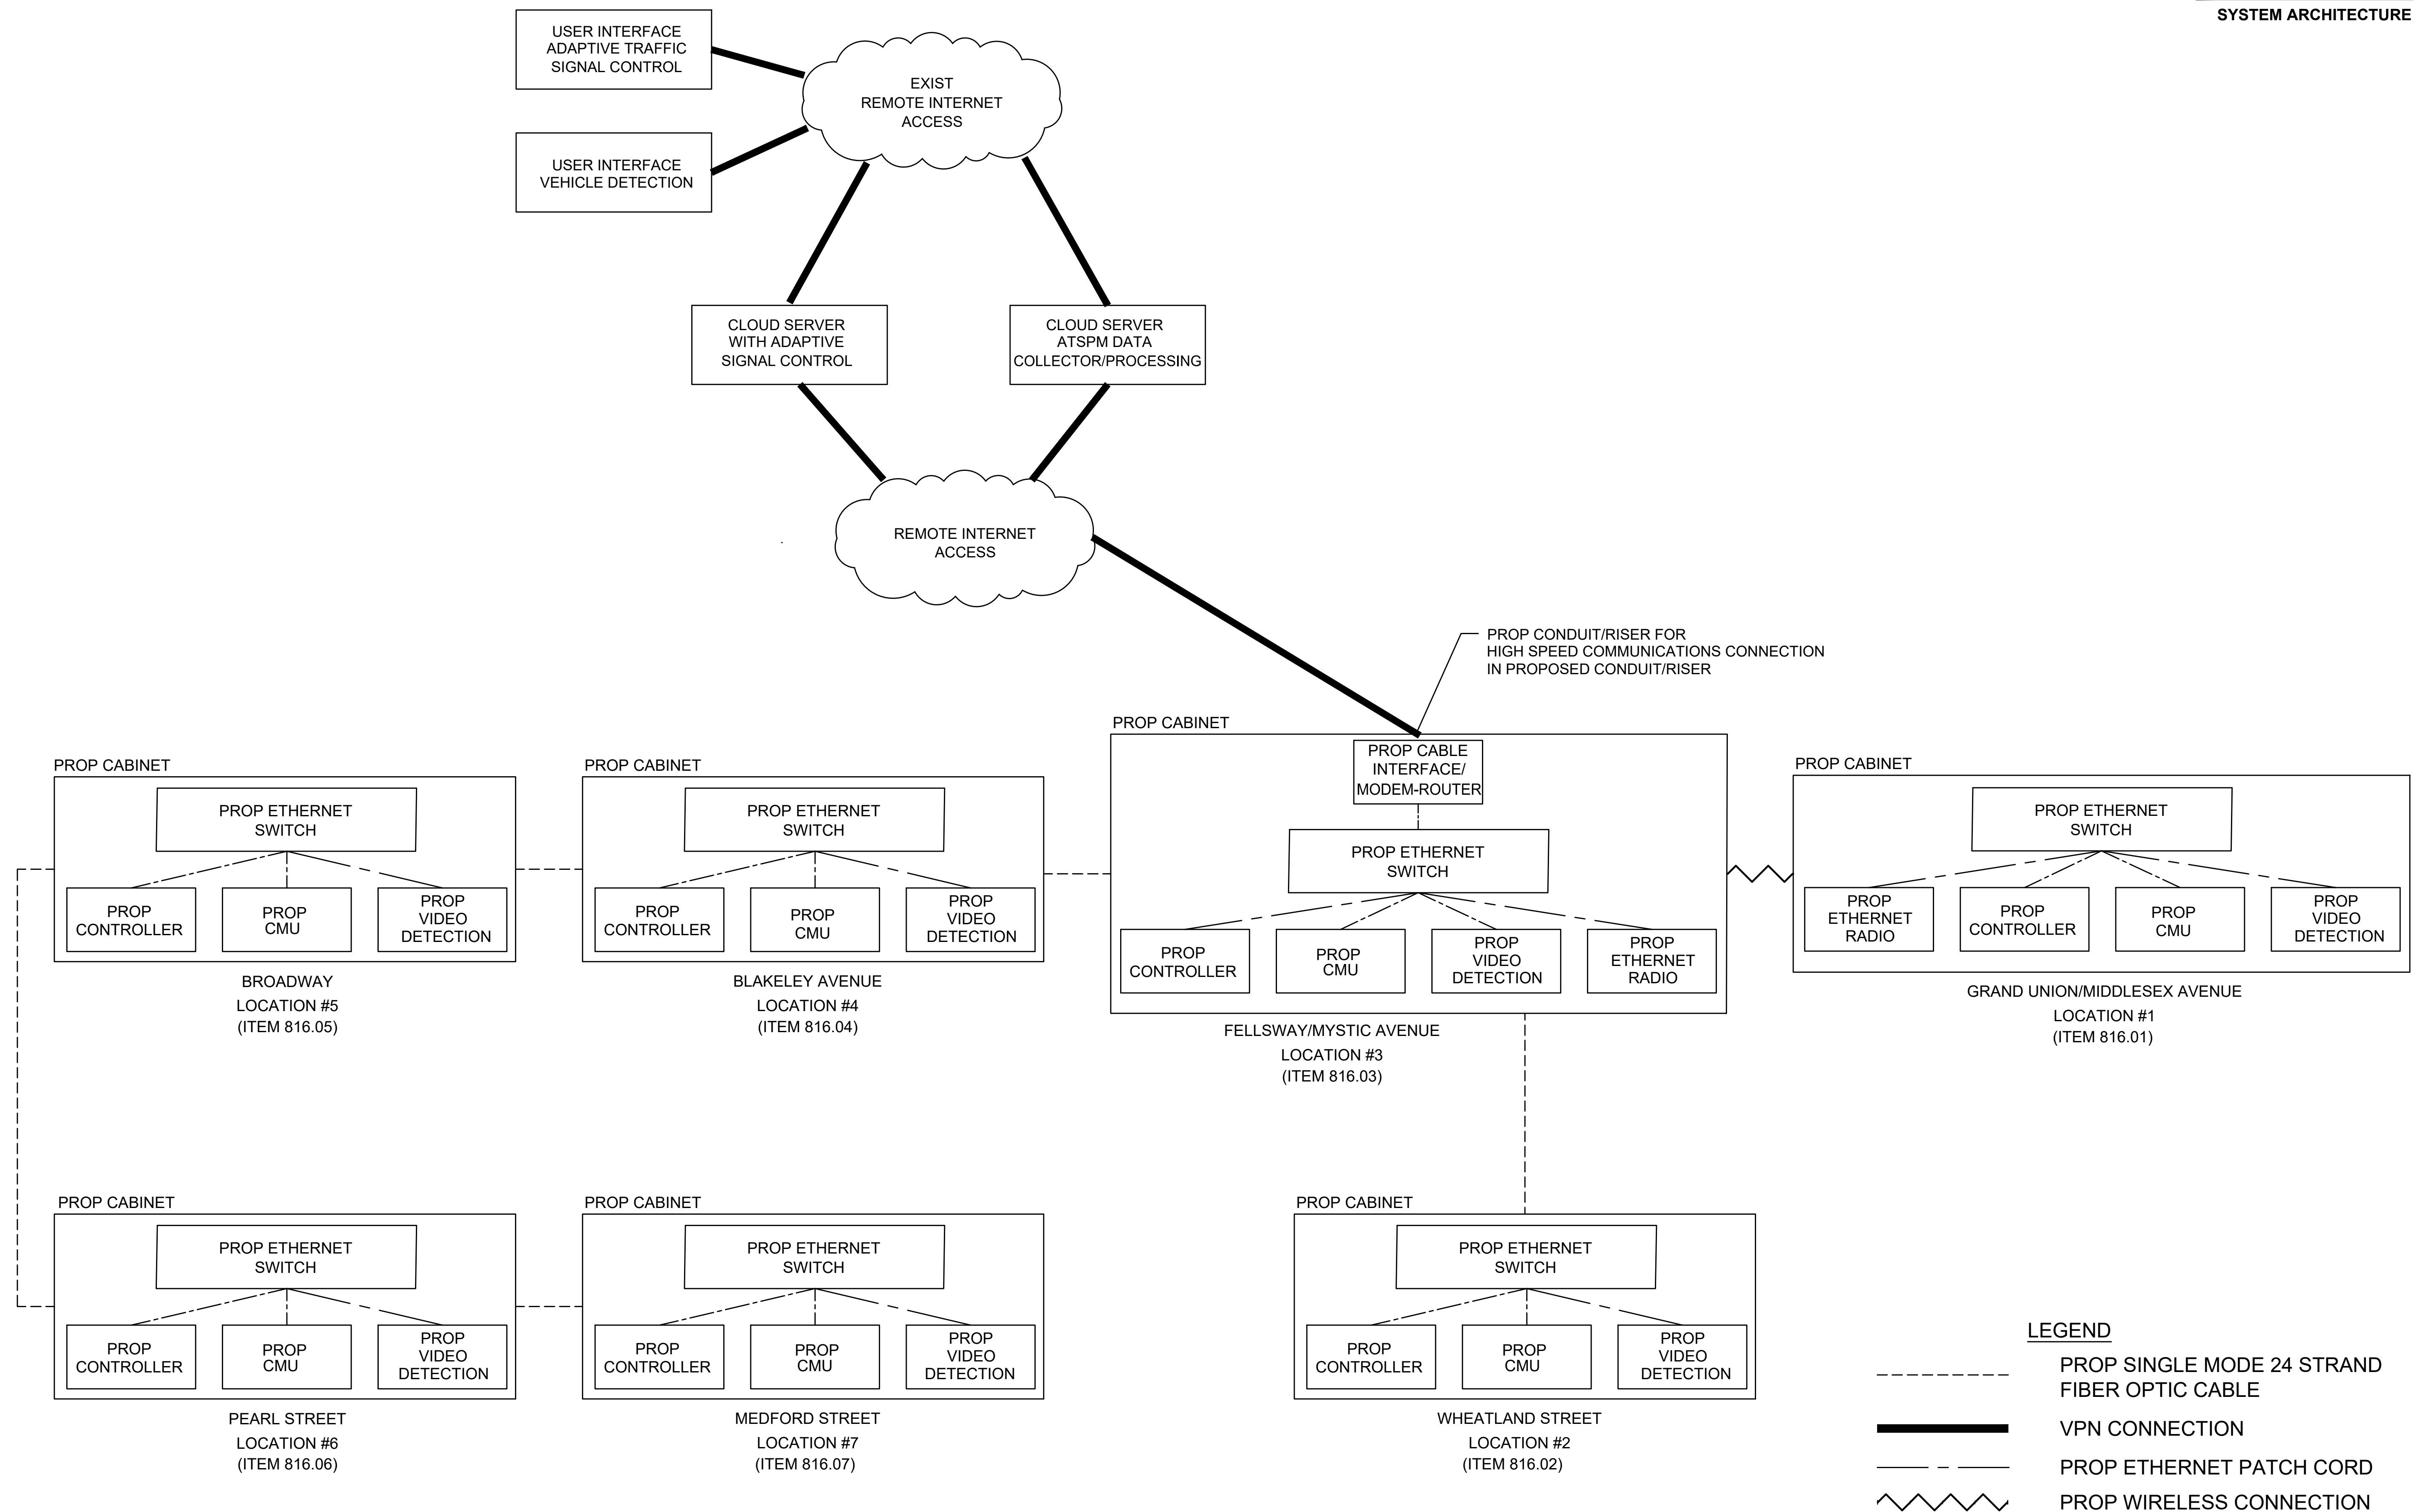 SYSTEM ARCHITECTURE
USER INTERFACE
ADAPTIVE TRAFFIC
SIGNAL CONTROL
EXIST
REMOTE INTERNET
ACCESS
USER INTERFACE
VEHICLE DETECTION
CLOUD SERVER
WITH ADAPTIVE
SIGNAL CONTROL
CLOUD SERVER
ATSPM DATA
COLLECTOR/PROCESSING
REMOTE INTERNET
ACCESS
PROP CONDUIT/RISER FOR
HIGH SPEED COMMUNICATIONS CONNECTION
IN PROPOSED CONDUIT/RISER
PROP CABINET
PROP ETHERNET
SWITCH
PROP
CONTROLLER
PROP
CMU
PROP
VIDEO
DETECTION
BROADWAY
LOCATION #5
(ITEM 816.05)
PROP CABINET
PROP ETHERNET
SWITCH
PROP
CONTROLLER
PROP
CMU
PROP
VIDEO
DETECTION
BLAKELEY AVENUE
LOCATION #4
(ITEM 816.04)
PROP CABINET
PROP CABLE
INTERFACE/
MODEM-ROUTER
PROP ETHERNET
SWITCH
PROP
CONTROLLER
PROP
CMU
PROP
VIDEO
DETECTION
PROP
ETHERNET
RADIO
FELLSWAY/MYSTIC AVENUE
LOCATION #3
(ITEM 816.03)
PROP CABINET
PROP ETHERNET
SWITCH
PROP
ETHERNET
RADIO
PROP
CONTROLLER
PROP
CMU
PROP
VIDEO
DETECTION
GRAND UNION/MIDDLESEX AVENUE
LOCATION #1
(ITEM 816.01)
PROP CABINET
PROP ETHERNET
SWITCH
PROP
CONTROLLER
PROP
CMU
PROP
VIDEO
DETECTION
PEARL STREET
LOCATION #6
(ITEM 816.06)
PROP CABINET
PROP ETHERNET
SWITCH
PROP
CONTROLLER
PROP
CMU
PROP
VIDEO
DETECTION
MEDFORD STREET
LOCATION #7
(ITEM 816.07)
PROP CABINET
PROP ETHERNET
SWITCH
PROP
CONTROLLER
PROP
CMU
PROP
VIDEO
DETECTION
WHEATLAND STREET
LOCATION #2
(ITEM 816.02)
LEGEND
PROP SINGLE MODE 24 STRAND
FIBER OPTIC CABLE
VPN CONNECTION
PROP ETHERNET PATCH CORD
PROP WIRELESS CONNECTION